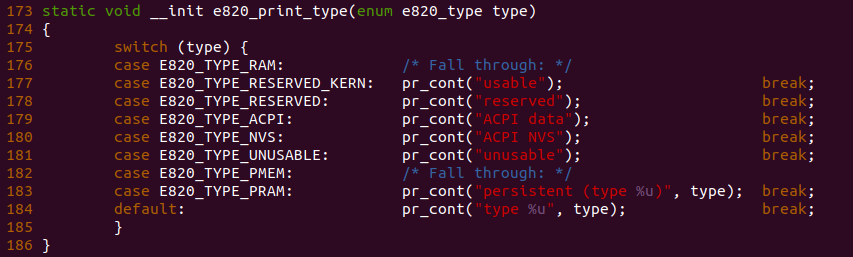 173 static void __init e820_print_type(enum e820_type type)
174 {
175         switch (type) {
176         case E820_TYPE_RAM:             /* Fall through: */
177         case E820_TYPE_RESERVED_KERN:   pr_cont("usable");                      break;
178         case E820_TYPE_RESERVED:        pr_cont("reserved");                    break;
179         case E820_TYPE_ACPI:            pr_cont("ACPI data");                   break;
180         case E820_TYPE_NVS:             pr_cont("ACPI NVS");                    break;
181         case E820_TYPE_UNUSABLE:        pr_cont("unusable");                    break;
182         case E820_TYPE_PMEM:            /* Fall through: */
183         case E820_TYPE_PRAM:            pr_cont("persistent (type %u)", type);  break;
184         default:                        pr_cont("type %u", type);               break;
185         }
186 }